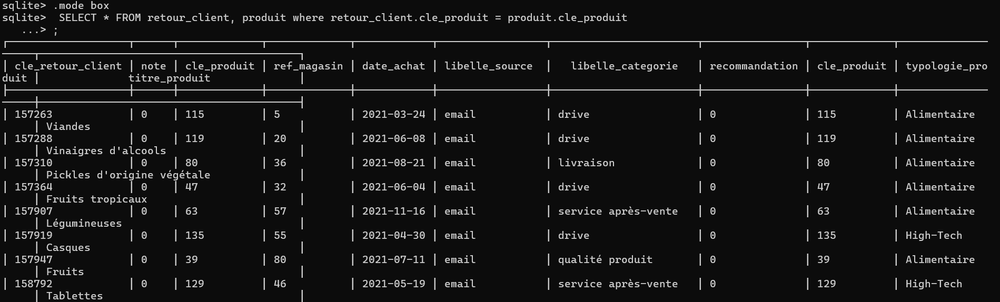 sqlite> .mode box
sqlite>  SELECT * FROM retour_client, produit where retour_client.cle_produit = produit.cle_produit
   ...> ;
│ cle_retour_client │ note │ cle_produit │ ref_magasin │ date_achat │ libelle_source  │   libelle_categorie   │ recommandation │ cle_produit │ typologie_pro
duit │              titre_produit              │
│ 157263            │ 0    │ 115         │ 5           │ 2021-03-24 │ email           │ drive                 │ 0              │ 115         │ Alimentaire
     │ Viandes                                 │
│ 157288            │ 0    │ 119         │ 20          │ 2021-06-08 │ email           │ drive                 │ 0              │ 119         │ Alimentaire
     │ Vinaigres d'alcools                     │
│ 157310            │ 0    │ 80          │ 36          │ 2021-08-21 │ email           │ livraison             │ 0              │ 80          │ Alimentaire
     │ Pickles d'origine végétale              │
│ 157364            │ 0    │ 47          │ 32          │ 2021-06-04 │ email           │ drive                 │ 0              │ 47          │ Alimentaire
     │ Fruits tropicaux                        │
│ 157907            │ 0    │ 63          │ 57          │ 2021-11-16 │ email           │ service après-vente   │ 0              │ 63          │ Alimentaire
     │ Légumineuses                            │
│ 157919            │ 0    │ 135         │ 55          │ 2021-04-30 │ email           │ drive                 │ 0              │ 135         │ High-Tech
     │ Casques                                 │
│ 157947            │ 0    │ 39          │ 80          │ 2021-07-11 │ email           │ qualité produit       │ 0              │ 39          │ Alimentaire
     │ Fruits                                  │
│ 158792            │ 0    │ 129         │ 46          │ 2021-05-19 │ email           │ service après-vente   │ 0              │ 129         │ High-Tech
     │ Tablettes                               │